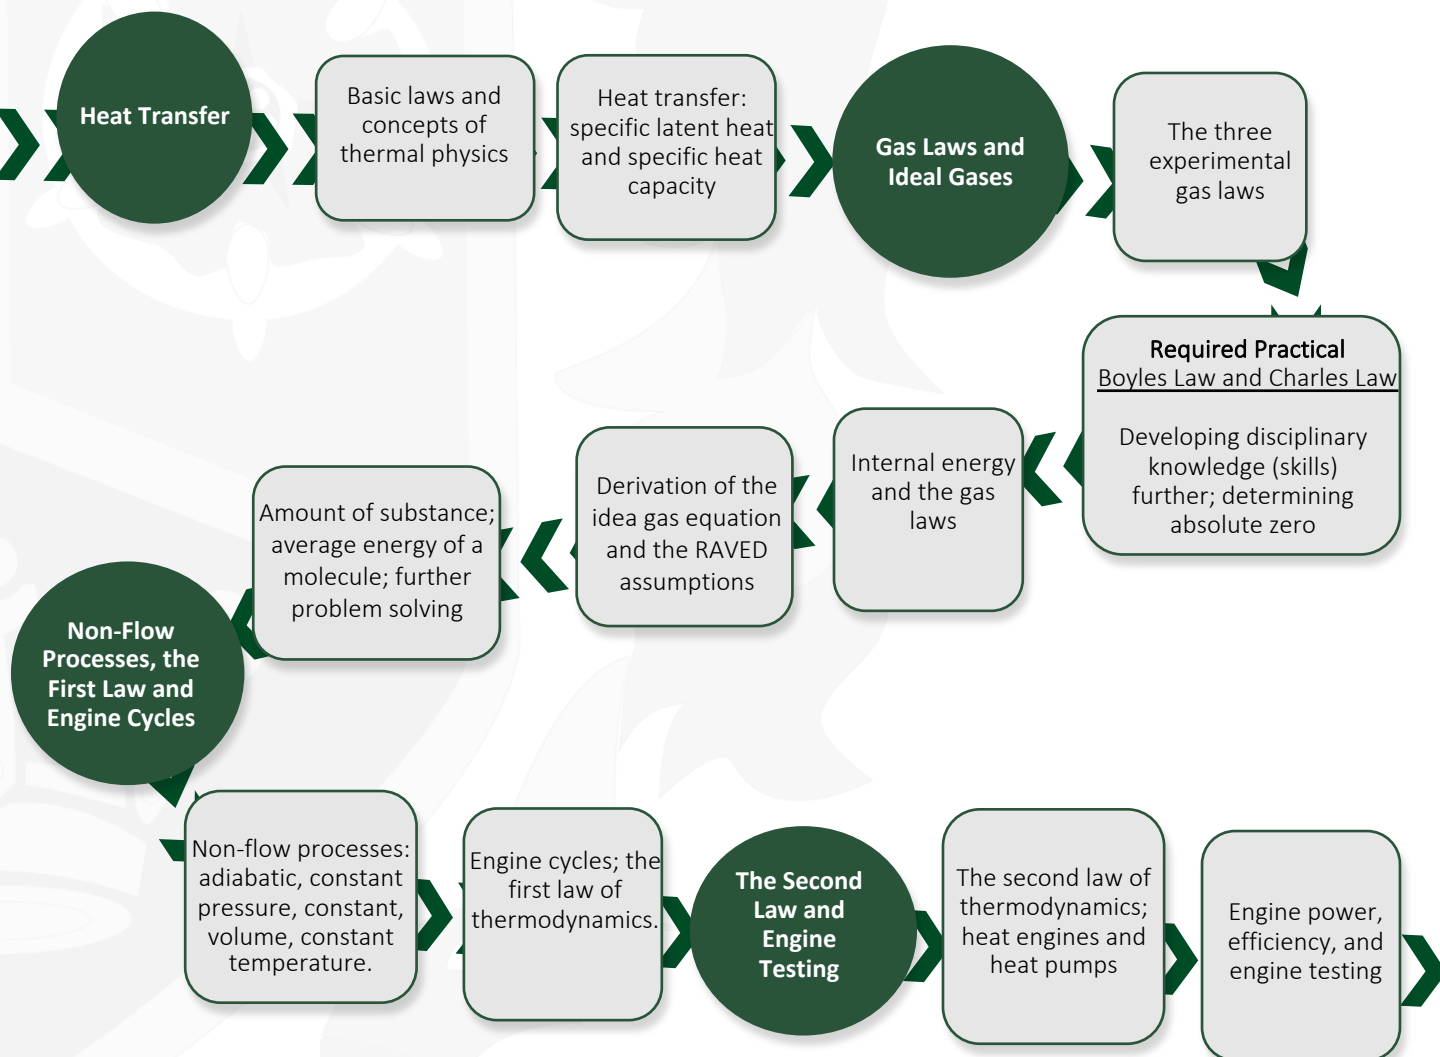 Heat Transfer
Basic laws and
concepts of
thermal physics
Heat transfer:
specific latent heat
and specific heat
capacity
Gas Laws and
Ideal Gases
The three
experimental
gas laws
Required Practical
Boyles Law and Charles Law
Developing disciplinary
knowledge (skills)
further; determining
absolute zero
Internal energy
and the gas
laws
Derivation of the
idea gas equation
and the RAVED
assumptions
Amount of substance;
average energy of a
molecule; further
problem solving
Non-Flow
Processes, the
First Law and
Engine Cycles
Non-flow processes:
adiabatic, constant
pressure, constant,
volume, constant
temperature.
Engine cycles; the
first law of
thermodynamics.
The Second
Law and
Engine
Testing
The second law of
thermodynamics;
heat engines and
heat pumps
Engine power,
efficiency, and
engine testing